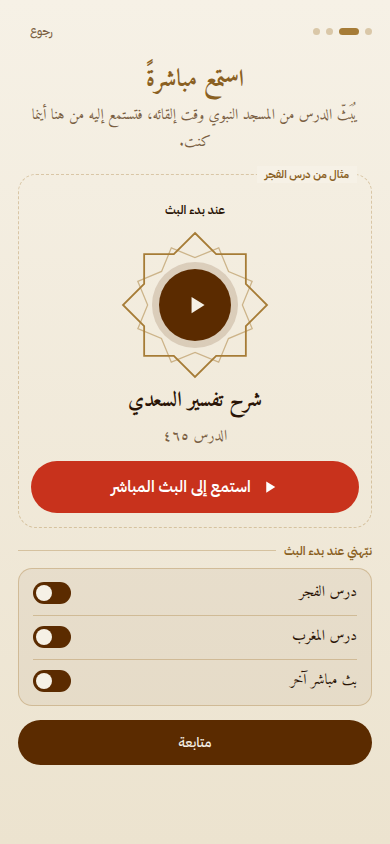 رجوع
استمع مباشرةً
يُبَثّ الدرس من المسجد النبوي وقت إلقائه، فتستمع إليه من هنا أينما
كنت.
مثال من درس الفجر
عند بدء البث
شرح تفسير السعدي
الدرس ٤٦٥
استمع إلى البث المباشر
نبّهني عند بدء البث
درس الفجر
درس المغرب
بث مباشر آخر
متابعة